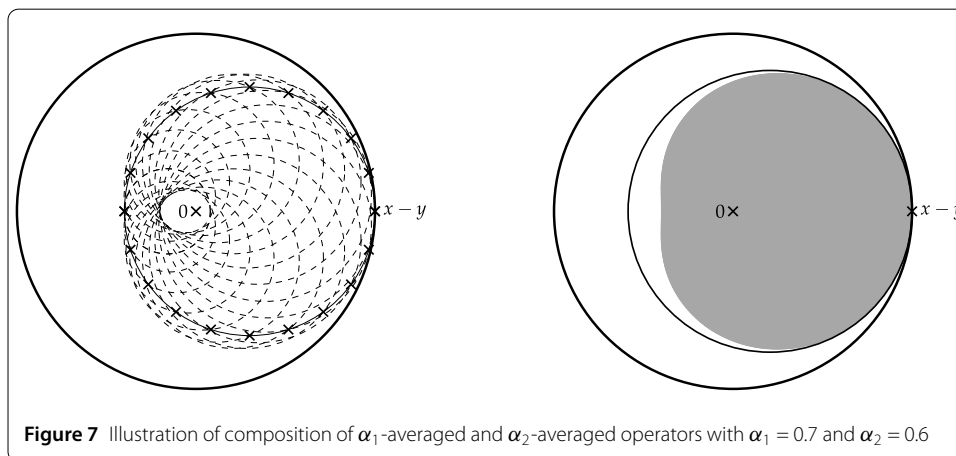 0×
x − y
0×
x −
Figure 7 Illustration of composition of α₁-averaged and α₂-averaged operators with α₁ = 0.7 and α₂ = 0.6